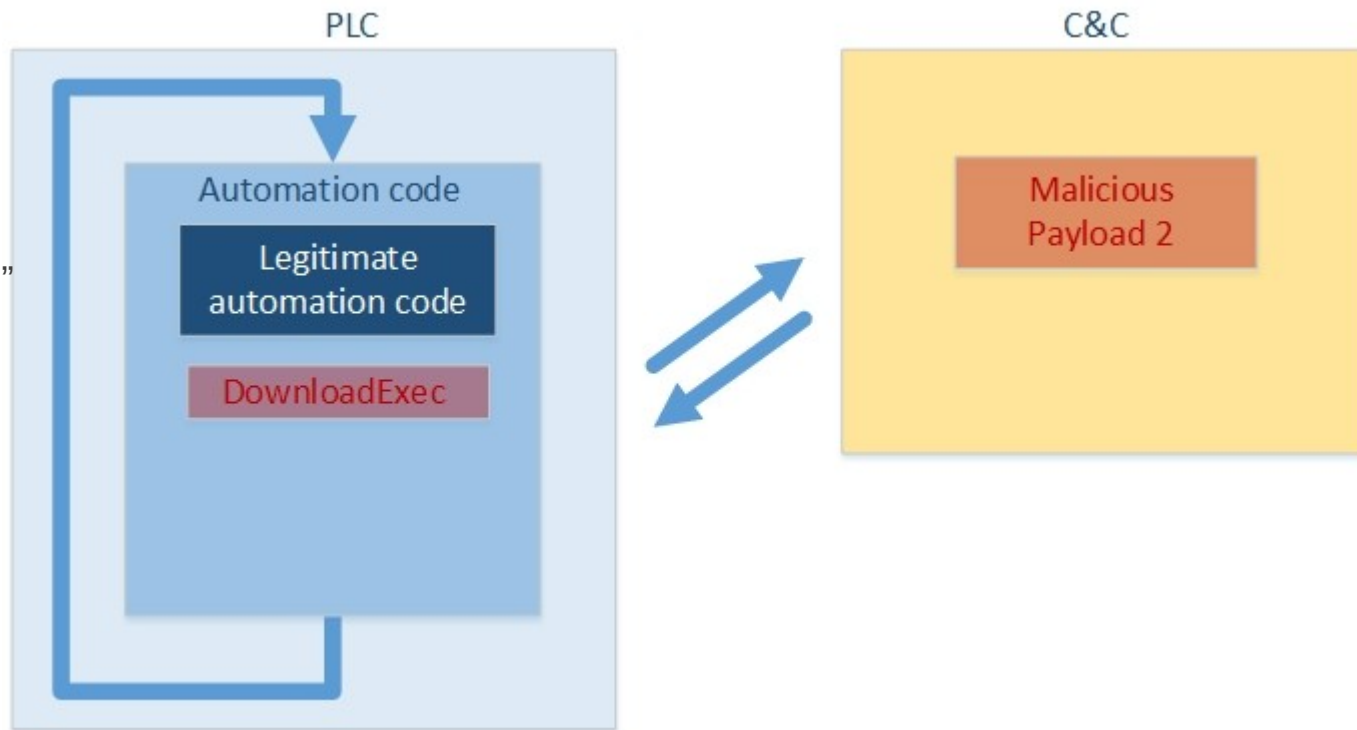 PLC
C&C
Automation code
Legitimate
automation code
DownloadExec
Malicious
Payload 2
”